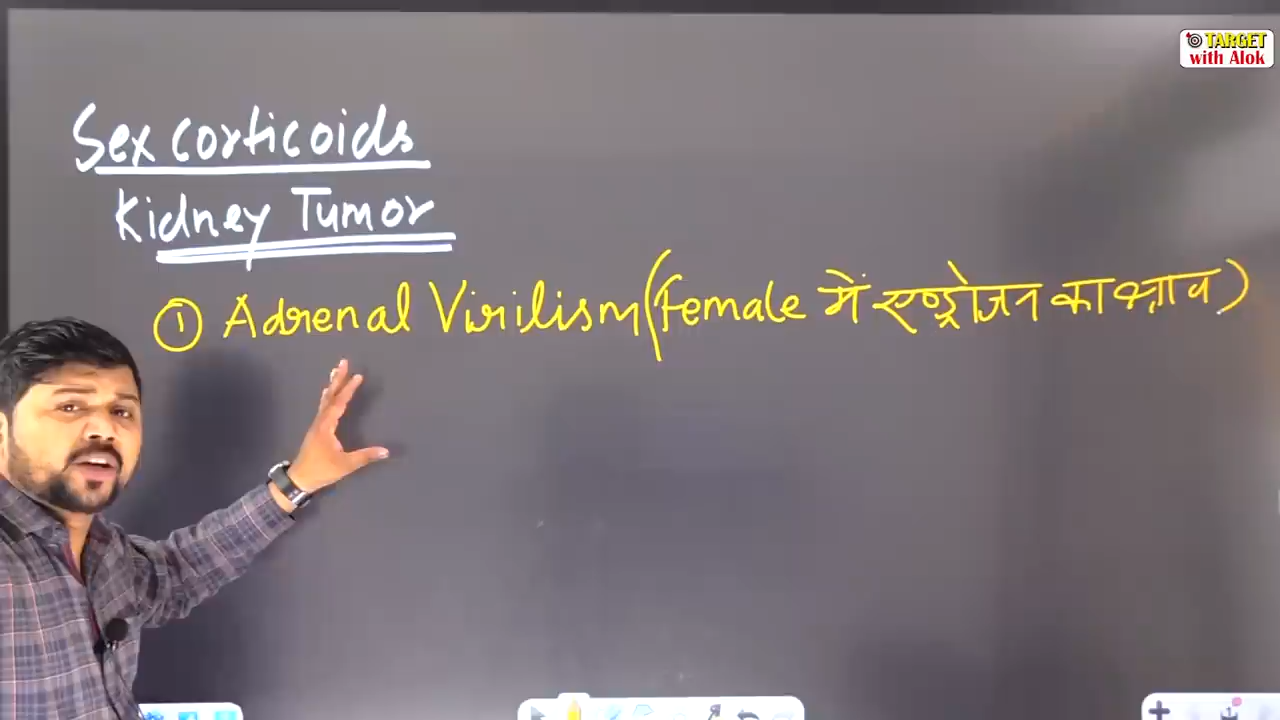 TARGET
with Alok
Sex corticoids
Kidney Tumor
① Adrenal Virilism (Female में एण्ड्रोजन का स्त्राव)